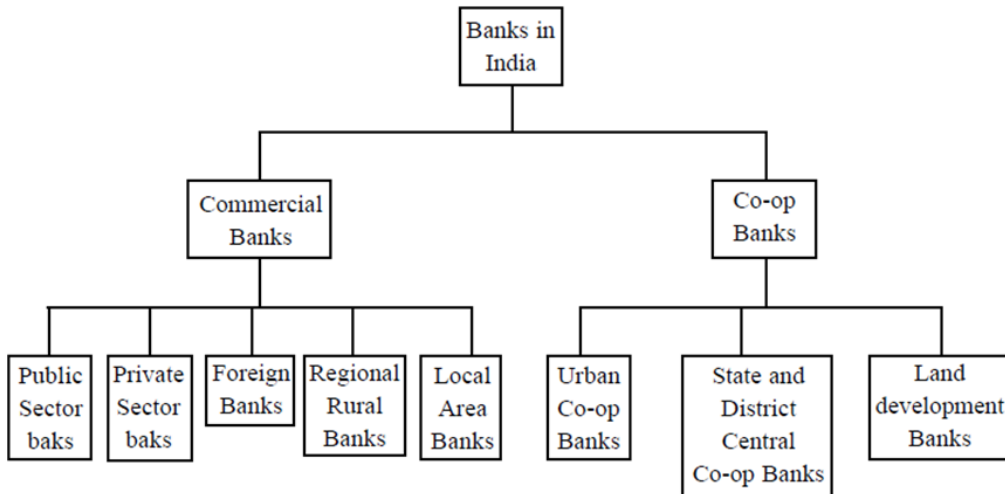 Banks in
India
Commercial
Banks
Co-op
Banks
Public
Sector
baks
Private
Sector
baks
Foreign
Banks
Regional
Rural
Banks
Local
Area
Banks
Urban
Co-op
Banks
State and
District
Central
Co-op Banks
Land
development
Banks